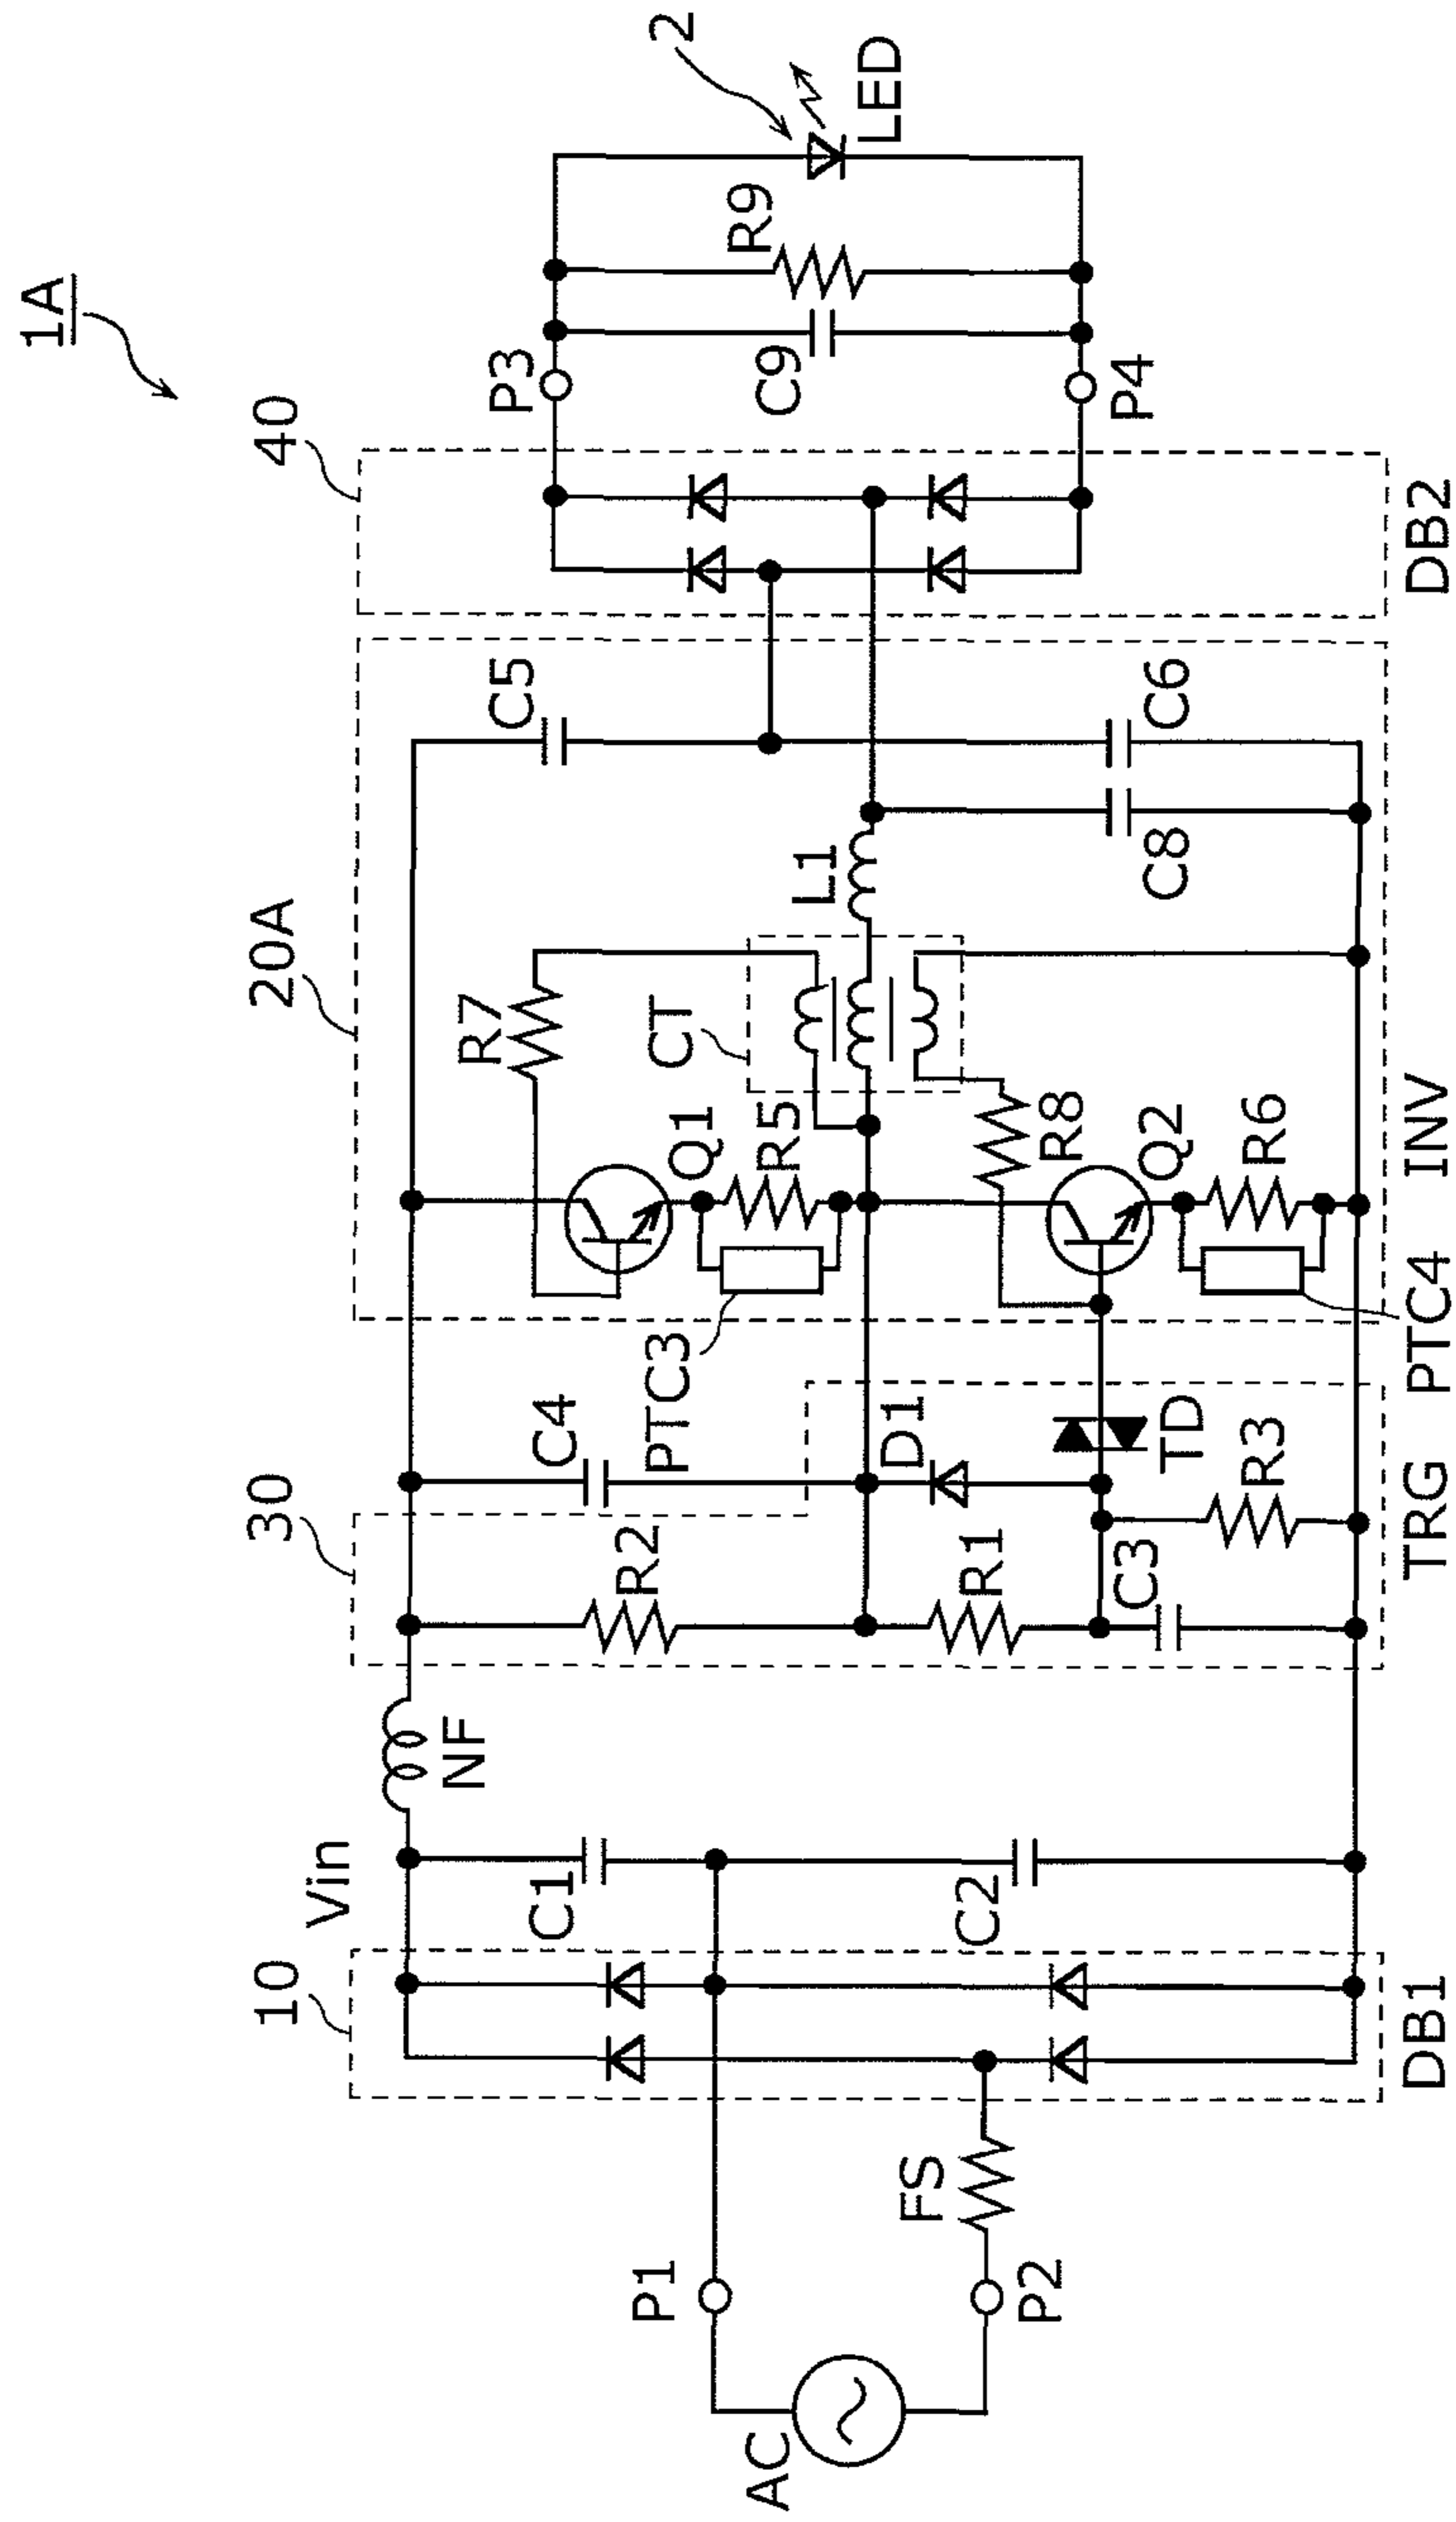 1A
10
Vin
NF
30
20A
40
2
AC
P1
P2
FS
C1
C2
DB1
R2
R1
C3
R3
C4
D1
TD
TRG
PTC3
PTC4
Q1
R5
Q2
R6
R7
R8
CT
L1
C5
C6
C8
INV
DB2
P3
P4
C9
R9
LED